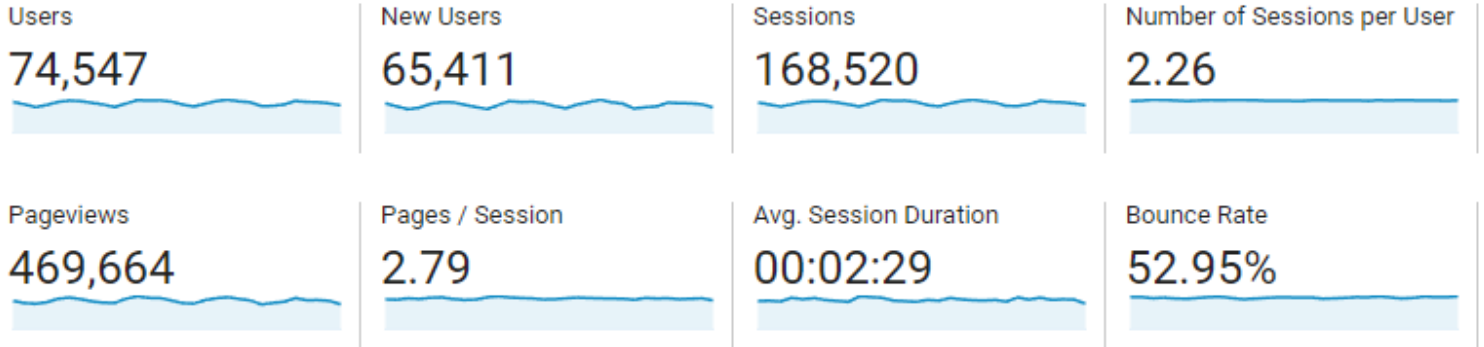 Users
74,547
New Users
65,411
Sessions
168,520
Number of Sessions per User
2.26
Pageviews
469,664
Pages / Session
2.79
Avg. Session Duration
00:02:29
Bounce Rate
52.95%